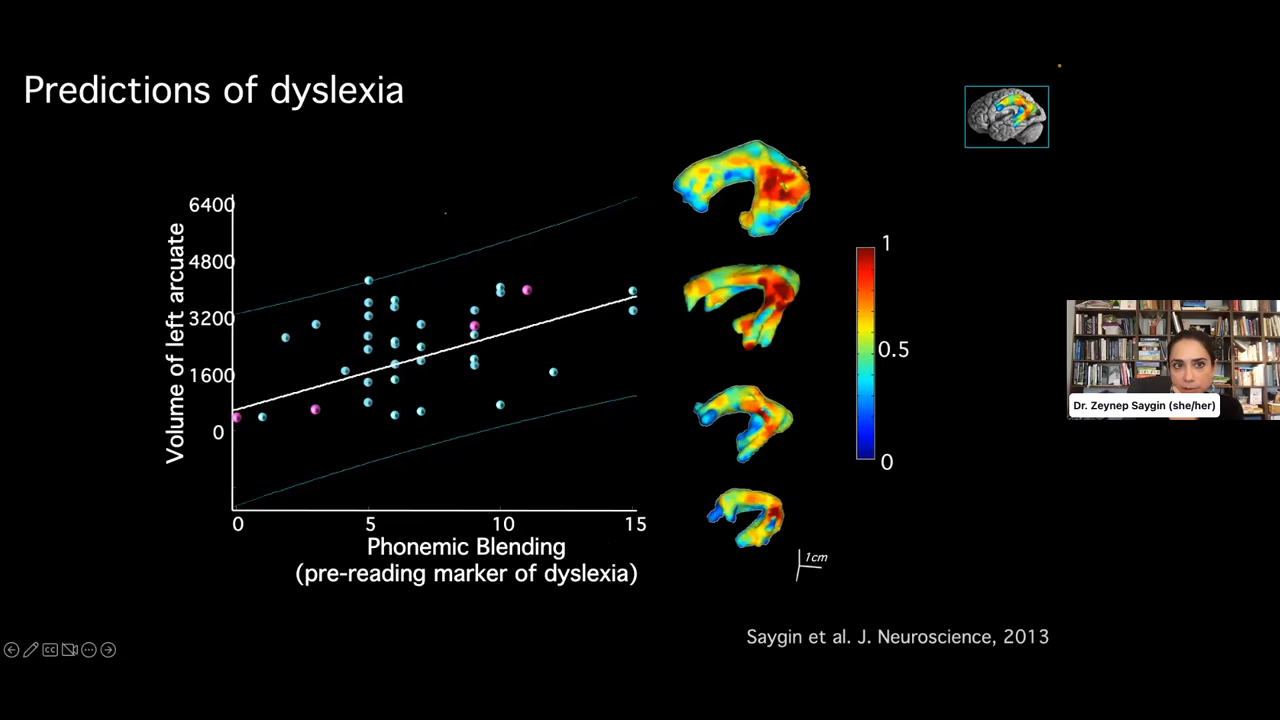 Predictions of dyslexia
Volume of left arcuate
6400
4800
3200
1600
0
0
5
10
15
Phonemic Blending
(pre-reading marker of dyslexia)
1
0.5
0
1cm
Dr. Zeynep Saygin (she/her)
Saygin et al. J. Neuroscience, 2013
CC